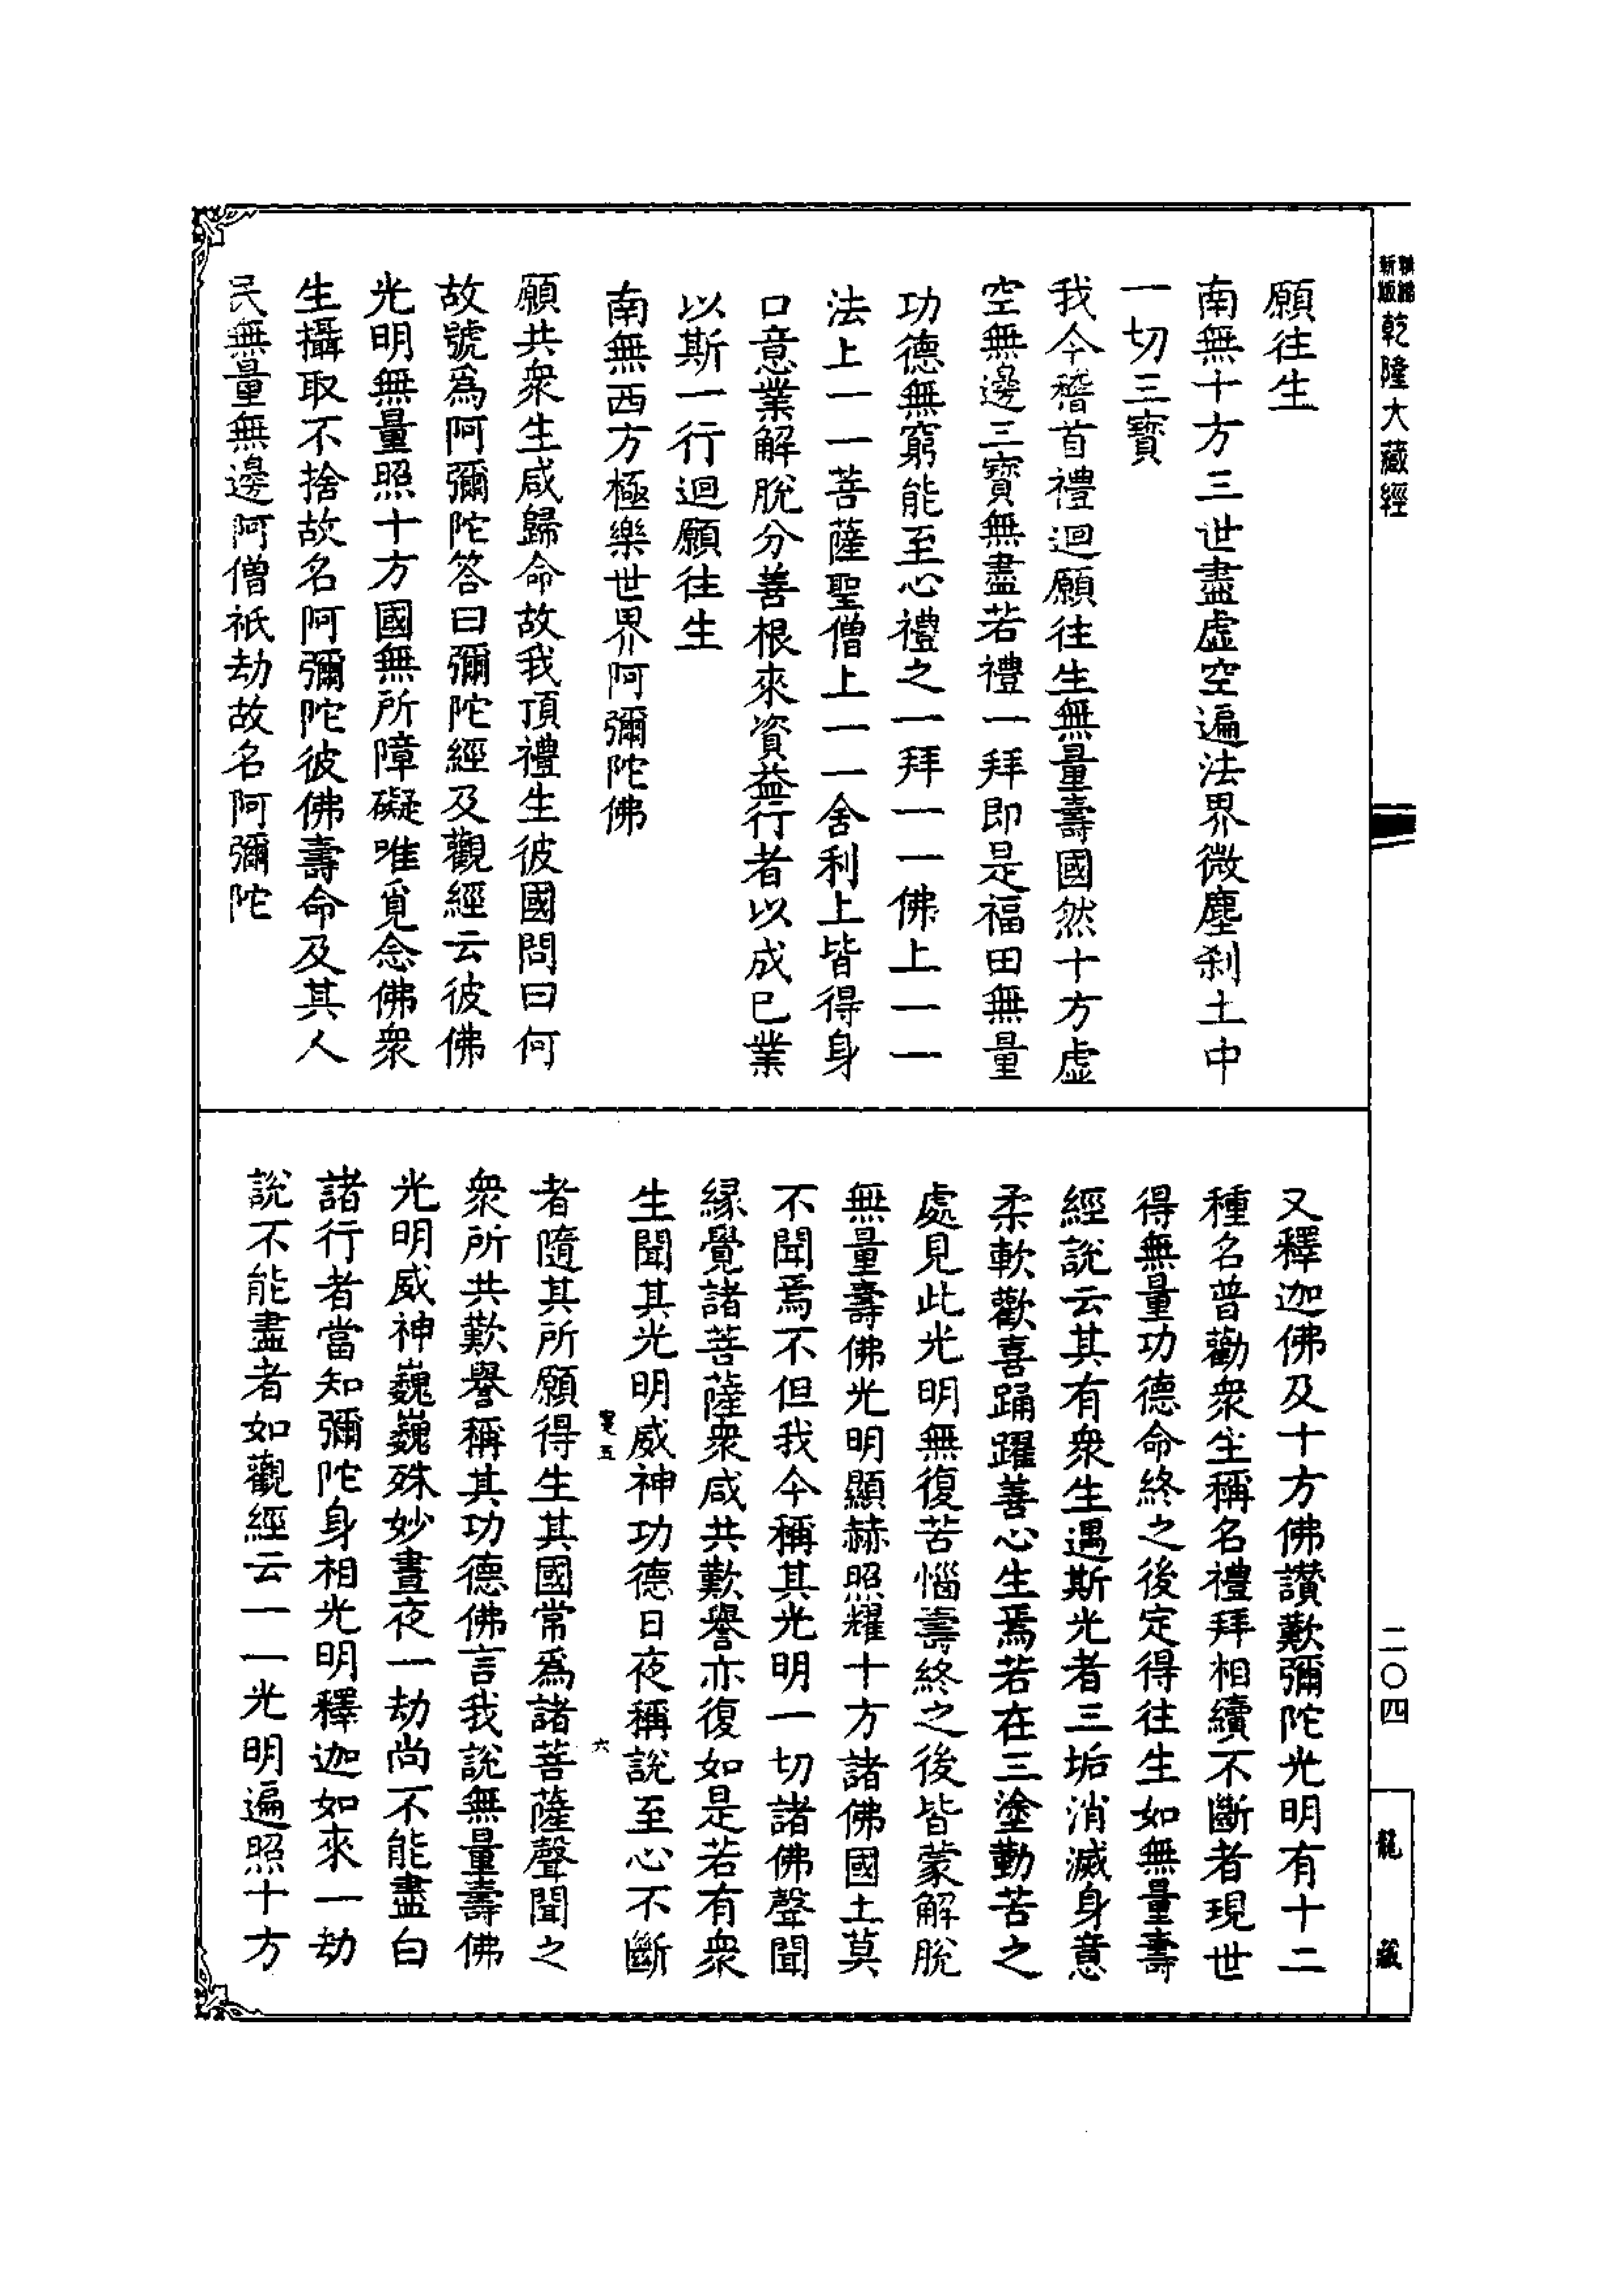 願往生
南無十方三世盡虛空遍法界微塵刹土中
一切三寶
我今稽首禮迴願往生無量壽國然十方虛
空無邊三寶無盡若禮一拜即是福田無量
功德無窮能至心禮之一拜一一佛上一一
法上一一菩薩聖僧上一一舍利上皆得身
口意業解脫分善根來資益行者以成已業
以斯一行迴願往生
南無西方極樂世界阿彌陀佛
願共衆生咸歸命故我頂禮生彼國問曰何
故號爲阿彌陀答曰彌陀經及觀經云彼佛
光明無量照十方國無所障礙唯覓念佛衆
生攝取不捨故名阿彌陀彼佛壽命及其人
民無量無邊阿僧祇劫故名阿彌陀
又釋迦佛及十方佛讚歎彌陀光明有十二
種名普勸衆生稱名禮拜相續不斷者現世
得無量功德命終之後定得往生如無量壽
經說云其有衆生遇斯光者三垢消滅身意
柔軟歡喜踊躍善心生焉若在三塗勤苦之
處見此光明無復苦惱壽終之後皆蒙解脫
無量壽佛光明顯赫照耀十方諸佛國土莫
不聞焉不但我今稱其光明一切諸佛聲聞
緣覺諸菩薩衆咸共歎譽亦復如是若有衆
生聞其光明威神功德日夜稱說至心不斷
者隨其所願得生其國常爲諸菩薩聲聞之
衆所共歎譽稱其功德佛言我說無量壽佛
光明威神巍巍殊妙晝夜一劫尚不能盡白
諸行者當知彌陀身相光明釋迦如來一劫
說不能盡者如觀經云一一光明遍照十方
五
六
新版
乾隆大藏經
二〇四
龍藏